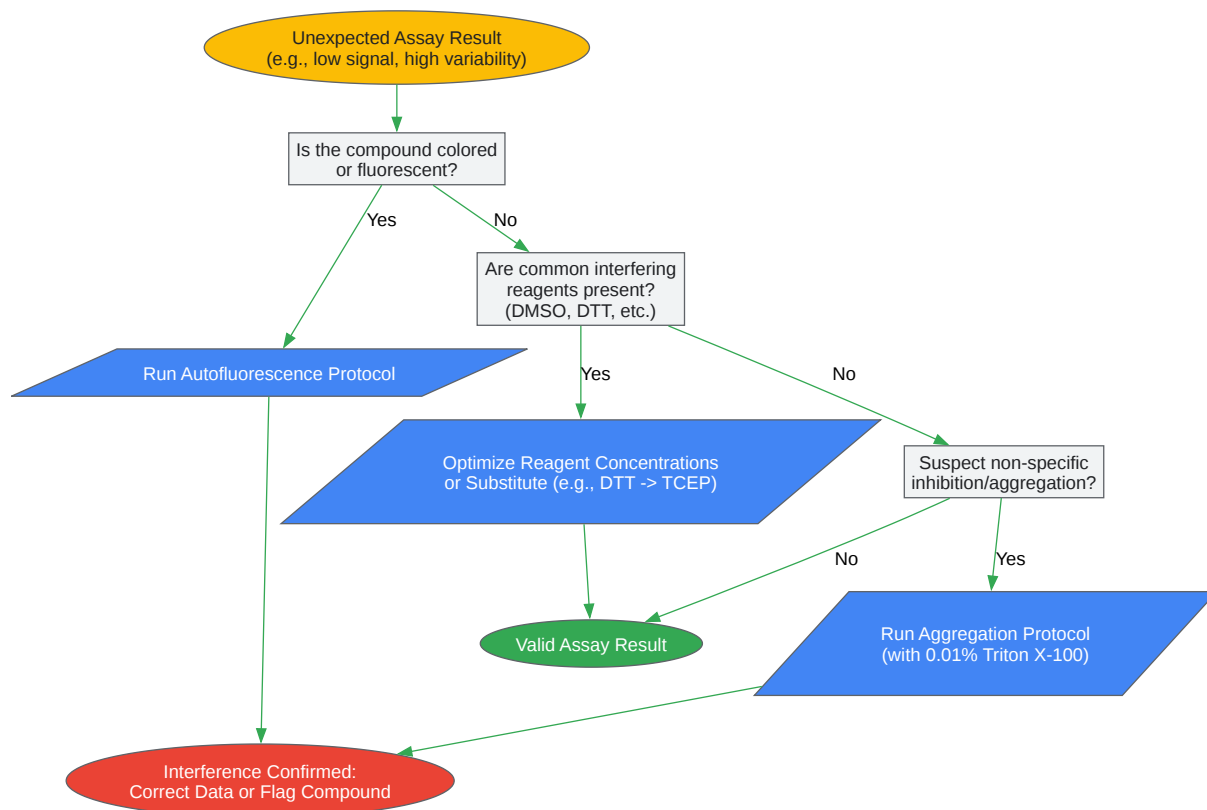 Unexpected Assay Result
(e.g., low signal, high variability)
Is the compound colored
or fluorescent?
Yes
No
Are common interfering
reagents present?
(DMSO, DTT, etc.)
Run Autofluorescence Protocol
Yes
No
Optimize Reagent Concentrations
or Substitute (e.g., DTT -> TCEP)
Suspect non-specific
inhibition/aggregation?
No
Yes
Valid Assay Result
Run Aggregation Protocol
(with 0.01% Triton X-100)
Interference Confirmed:
Correct Data or Flag Compound